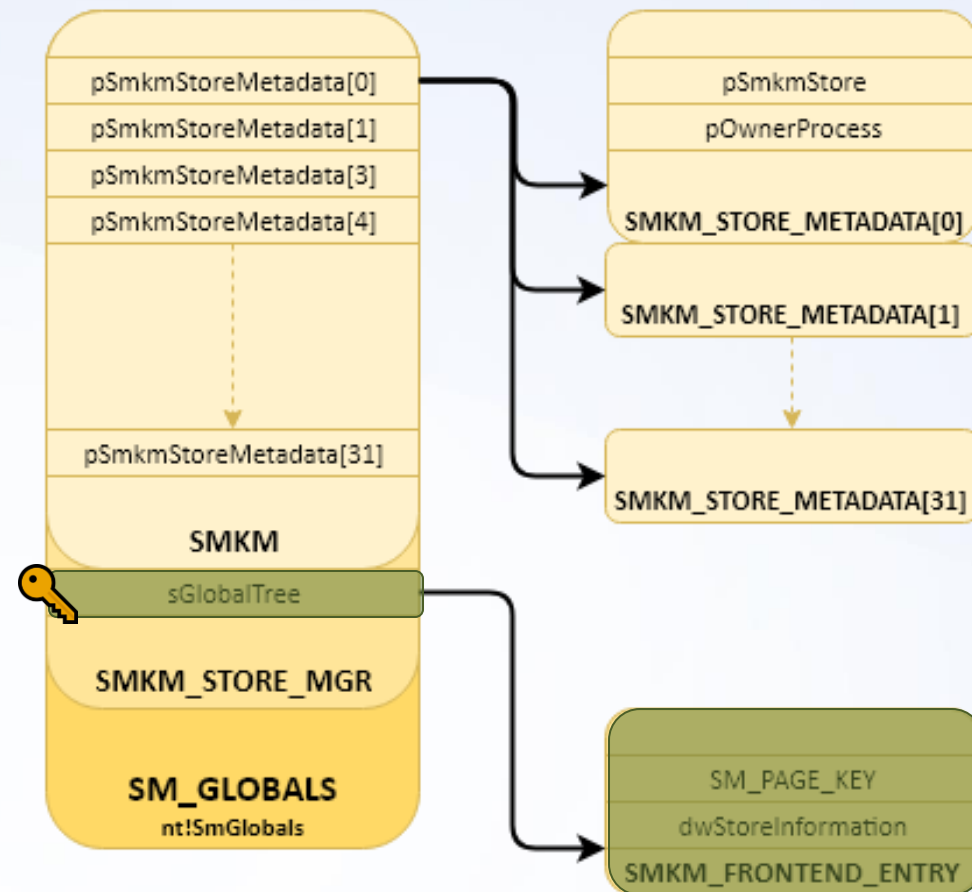 pSmkmStoreMetadata[0]
pSmkmStoreMetadata[1]
pSmkmStoreMetadata[3]
pSmkmStoreMetadata[4]
pSmkmStoreMetadata[31]
SMKM
sGlobalTree
SMKM_STORE_MGR
SM_GLOBALS
nt!SmGlobals
pSmkmStore
pOwnerProcess
SMKM_STORE_METADATA[0]
SMKM_STORE_METADATA[1]
SMKM_STORE_METADATA[31]
SM_PAGE_KEY
dwStoreInformation
SMKM_FRONTEND_ENTRY